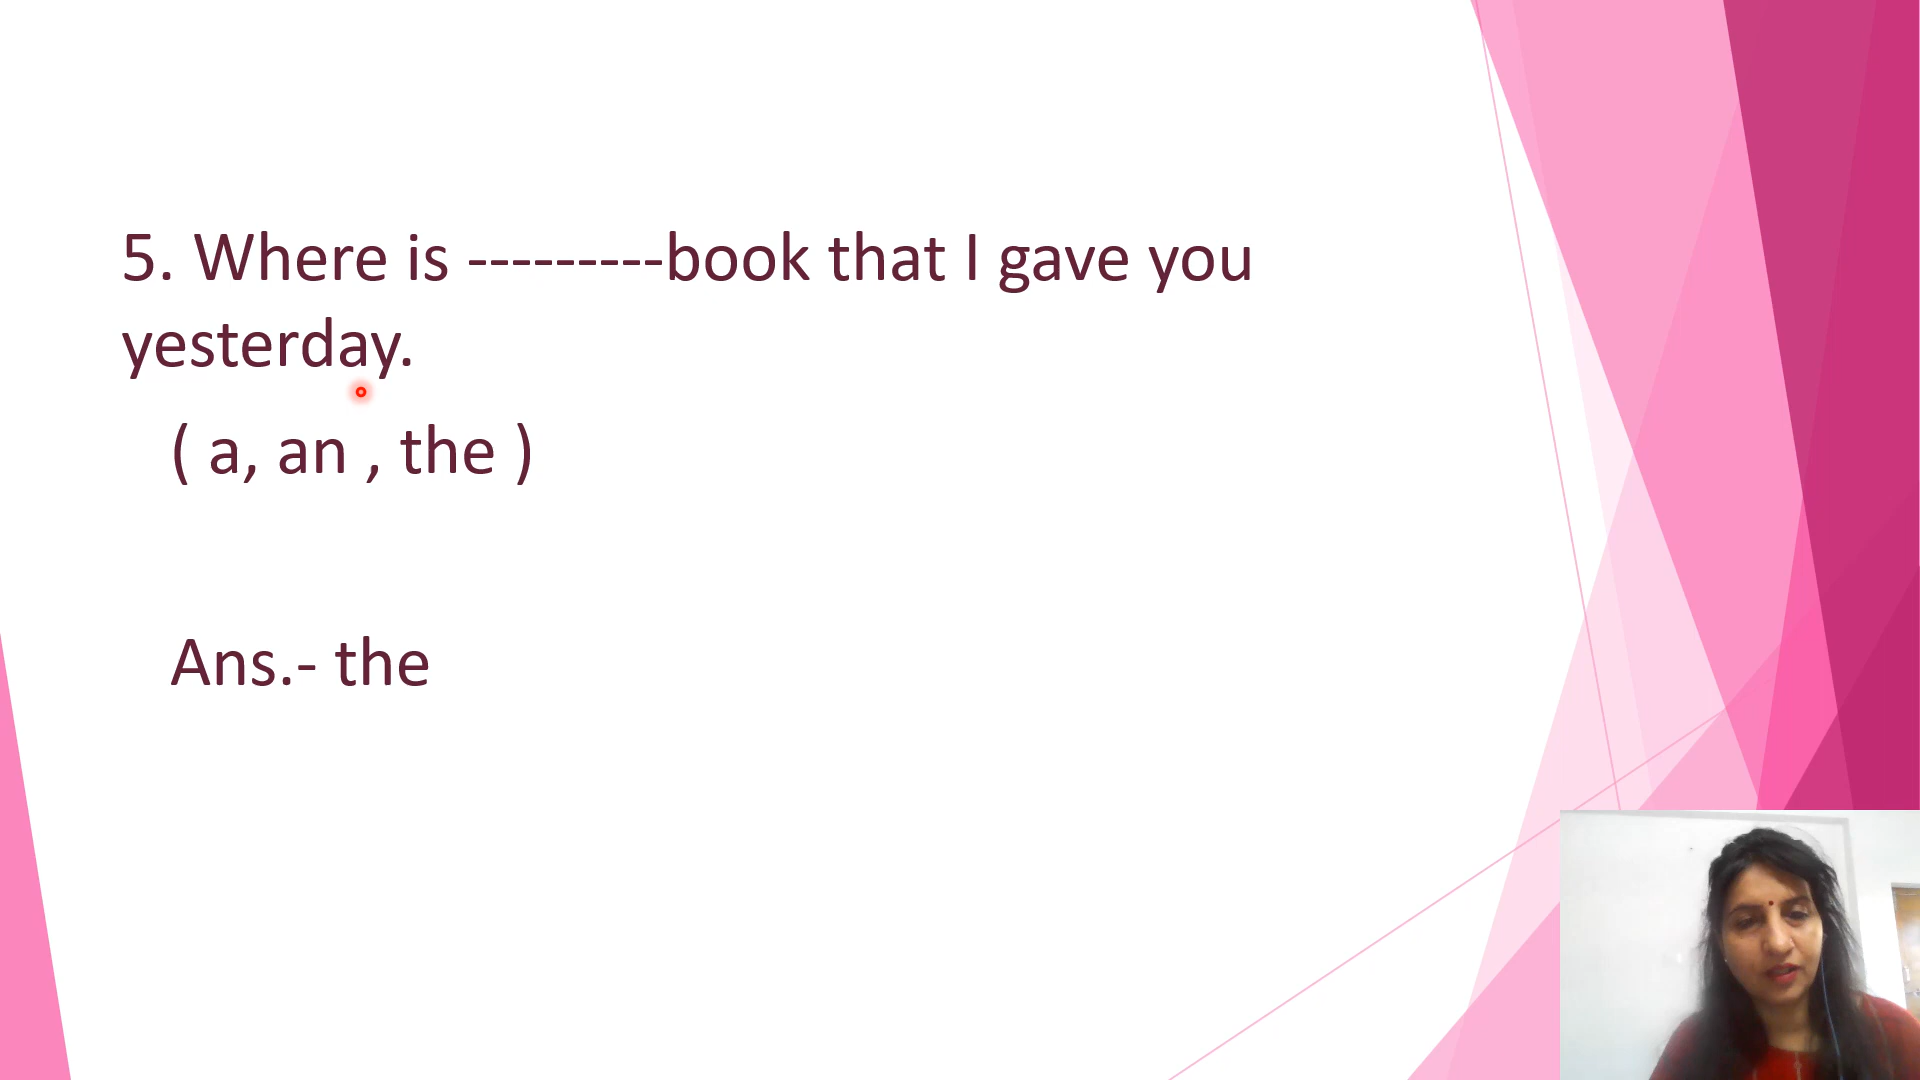 5. Where is ---------book that I gave you
yesterday.
( a, an , the )
Ans.- the